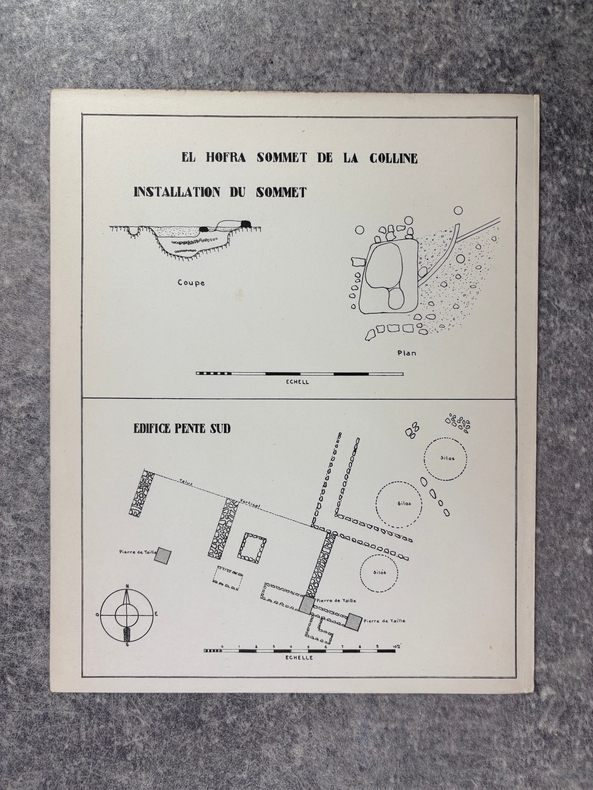 EL HOFRA SOMMET DE LA COLLINE
INSTALLATION DU SOMMET
Coupe
Plan
ECHELL
EDIFICE PENTE SUD
Silos
Silos
Silos
Talus
Pierre de Taille
Pierre de Taille
Pierre de Taille
N
O
E
S
ECHELLE